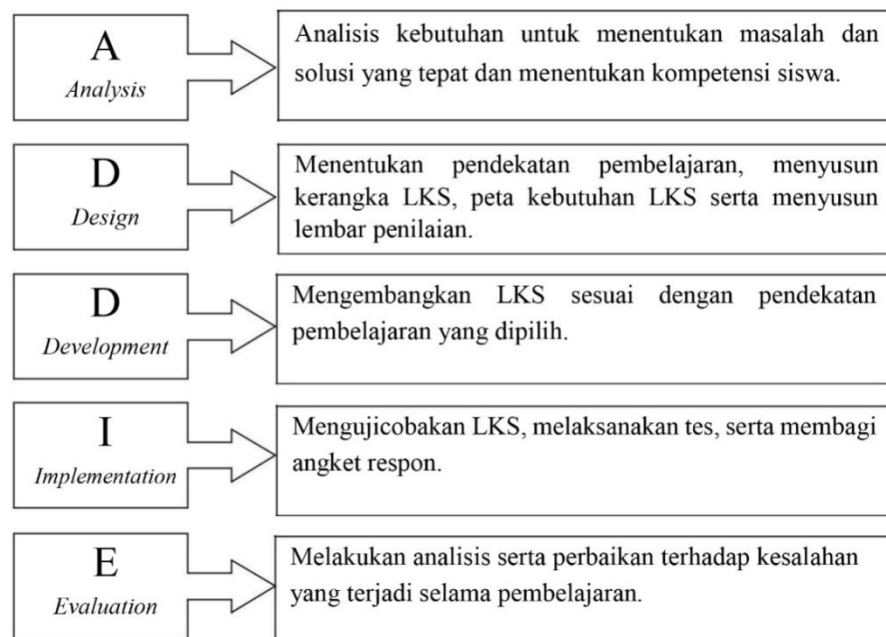 A
Analysis
Analisis kebutuhan untuk menentukan masalah dan
solusi yang tepat dan menentukan kompetensi siswa.
D
Design
Menentukan pendekatan pembelajaran, menyusun
kerangka LKS, peta kebutuhan LKS serta menyusun
lembar penilaian.
D
Development
Mengembangkan LKS sesuai dengan pendekatan
pembelajaran yang dipilih.
I
Implementation
Mengujicobakan LKS, melaksanakan tes, serta membagi
angket respon.
E
Evaluation
Melakukan analisis serta perbaikan terhadap kesalahan
yang terjadi selama pembelajaran.